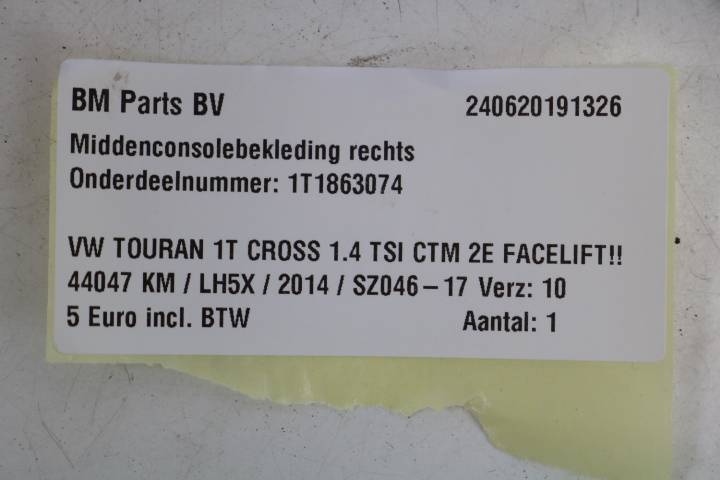 BM Parts BV 240620191326
Middenconsolebekleding rechts
Onderdeelnummer: 1T1863074
VW TOURAN 1T CROSS 1.4 TSI CTM 2E FACELIFT!!
44047 KM / LH5X / 2014 / SZ046-17 Verz: 10
5 Euro incl. BTW Aantal: 1